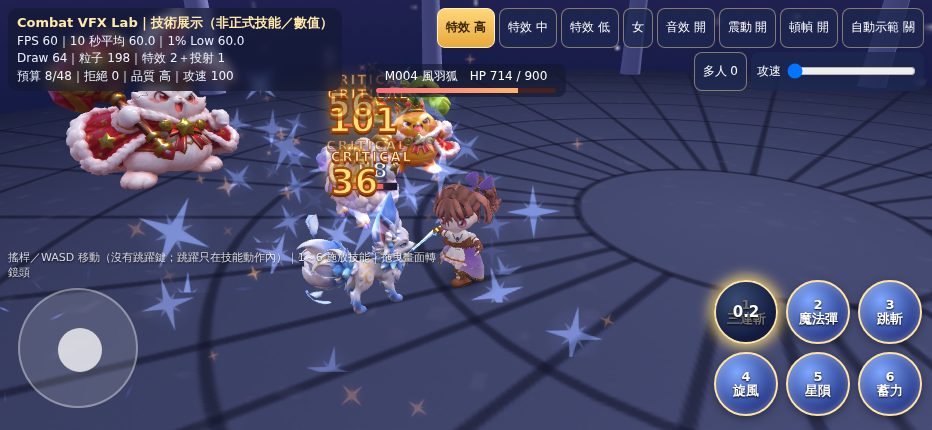 Combat VFX Lab｜技術展示（非正式技能／數值）
FPS 60｜10 秒平均 60.0｜1% Low 60.0
Draw 64｜粒子 198｜特效 2＋投射 1
預算 8/48｜拒絕 0｜品質 高｜攻速 100
特效 高
特效 中
特效 低
女
音效 開
震動 開
頓幀 開
自動示範 關
多人 0
攻速
M004 風羽狐 HP 714 / 900
CRITICAL
101
CRITICAL
CRITICAL
36
搖桿／WASD 移動（沒有跳躍鍵；跳躍只在技能動作內）｜1–6 施放技能｜拖曳畫面轉
鏡頭
1
0.2
三連斬
2
魔法彈
3
跳斬
4
旋風
5
星隕
6
蓄力